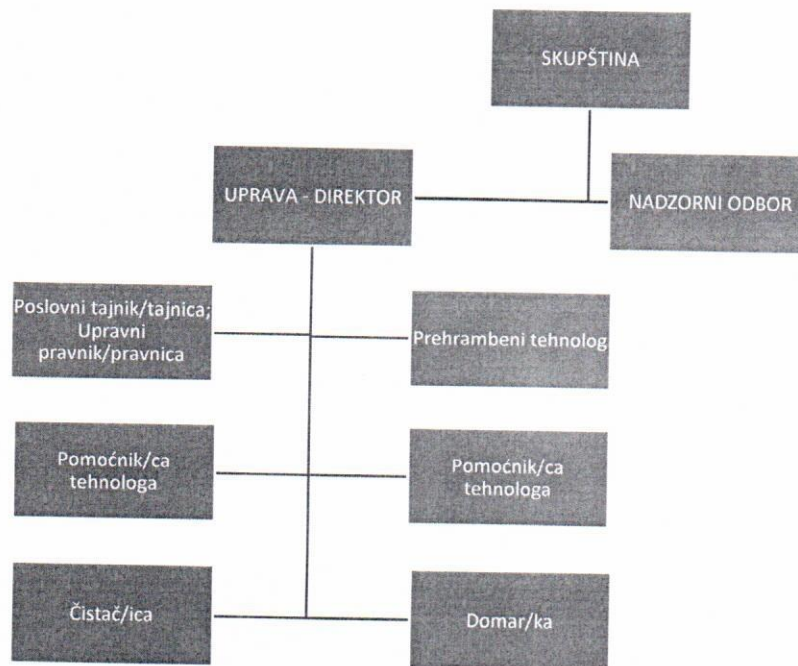 SKUPŠTINA
UPRAVA - DIREKTOR
NADZORNI ODBOR
Poslovni tajnik/tajnica;
Upravni
pravnik/pravnica
Prehrambeni tehnolog
Pomoćnik/ca
tehnologa
Pomoćnik/ca
tehnologa
Čistač/ica
Domar/ka